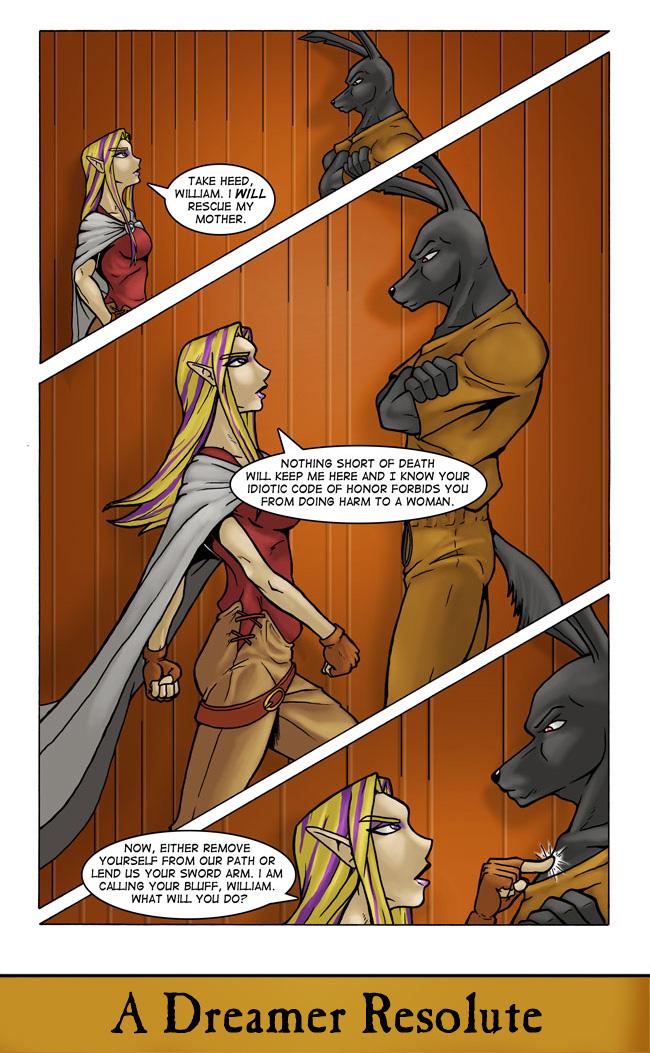 TAKE HEED,
WILLIAM. I WILL
RESCUE MY
MOTHER.
NOTHING SHORT OF DEATH
WILL KEEP ME HERE AND I KNOW YOUR
IDIOTIC CODE OF HONOR FORBIDS YOU
FROM DOING HARM TO A WOMAN.
NOW, EITHER REMOVE
YOURSELF FROM OUR PATH OR
LEND US YOUR SWORD ARM. I AM
CALLING YOUR BLUFF, WILLIAM.
WHAT WILL YOU DO?
A Dreamer Resolute